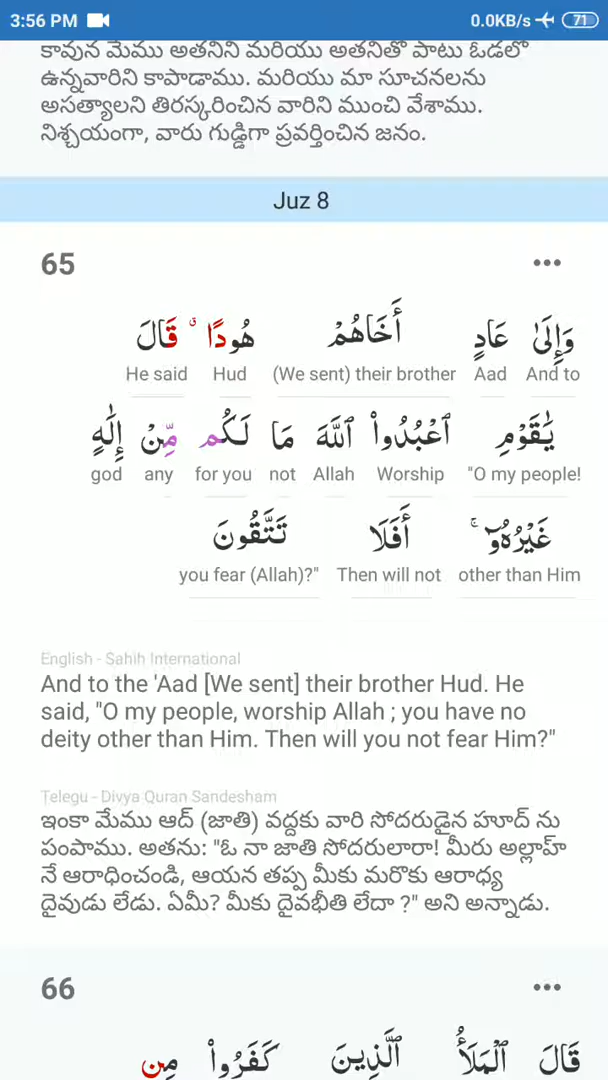 3:56 PM 0.0KB/s 71
కావున మేము అతనిని మరియు అతనితో పాటు ఓడలో
ఉన్నవారిని కాపాడాము. మరియు మా సూచనలను
అసత్యాలని తిరస్కరించిన వారిని ముంచి వేశాము.
నిశ్చయంగా, వారు గుడ్డిగా ప్రవర్తించిన జనం.
Juz 8
65
وَإِلَىٰ عَادٍ أَخَاهُمْ هُودًا ۗ قَالَ
And to Aad (We sent) their brother Hud He said
يَٰقَوْمِ ٱعْبُدُوا۟ ٱللَّهَ مَا لَكُم مِّنْ إِلَٰهٍ
"O my people! Worship Allah not for you any god
غَيْرُهُۥٓ ۚ أَفَلَا تَتَّقُونَ
other than Him Then will not you fear (Allah)?"
English - Sahih International
And to the 'Aad [We sent] their brother Hud. He
said, "O my people, worship Allah ; you have no
deity other than Him. Then will you not fear Him?"
Telegu - Divya Quran Sandesham
ఇంకా మేము ఆద్ (జాతి) వద్దకు వారి సోదరుడైన హూద్ ను
పంపాము. అతను: "ఓ నా జాతి సోదరులారా! మీరు అల్లాహ్
నే ఆరాధించండి, ఆయన తప్ప మీకు మరొకు ఆరాధ్య
దైవుడు లేడు. ఏమీ? మీకు దైవభీతి లేదా ?" అని అన్నాడు.
66
قَالَ ٱلْمَلَأُ ٱلَّذِينَ كَفَرُوا۟ مِن